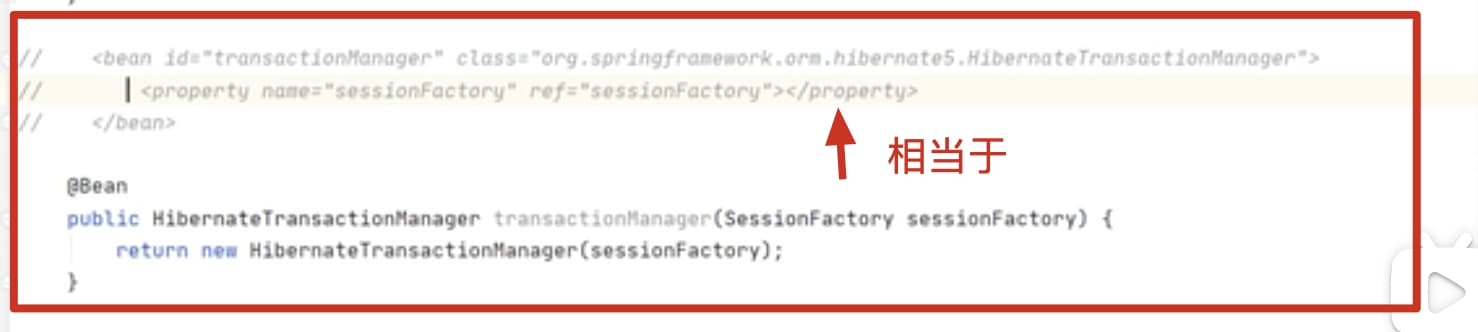 //    <bean id="transactionManager" class="org.springframework.orm.hibernate5.HibernateTransactionManager">
//        <property name="sessionFactory" ref="sessionFactory"></property>
//    </bean>
相当于
@Bean
public HibernateTransactionManager transactionManager(SessionFactory sessionFactory) {
    return new HibernateTransactionManager(sessionFactory);
}